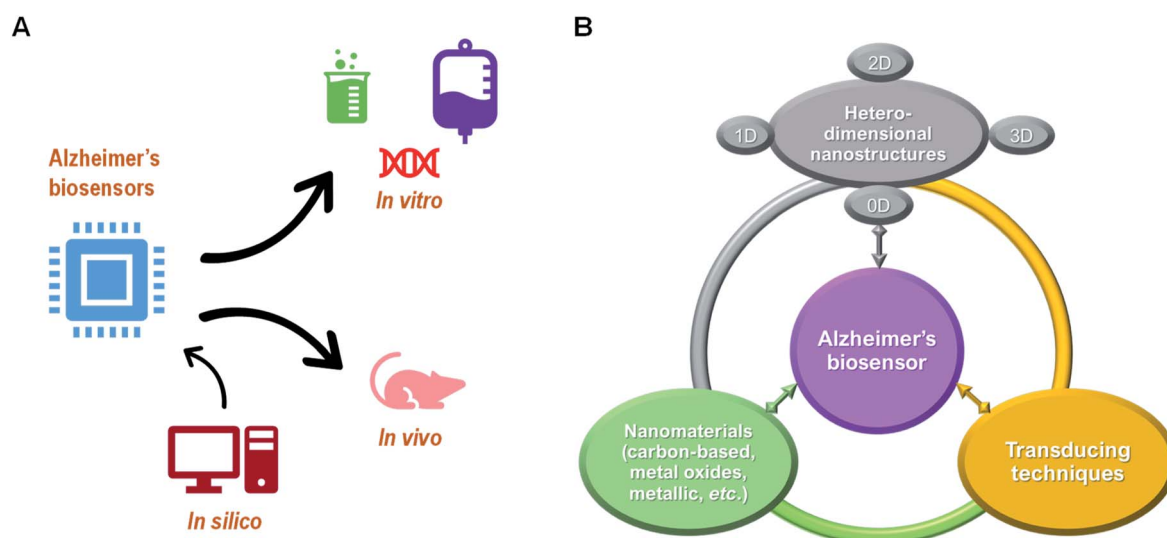 A
Alzheimer's
biosensors
In vitro
In vivo
In silico
B
2D
Hetero-
dimensional
nanostructures
1D
3D
0D
Alzheimer's
biosensor
Nanomaterials
(carbon-based,
metal oxides,
metallic, etc.)
Transducing
techniques